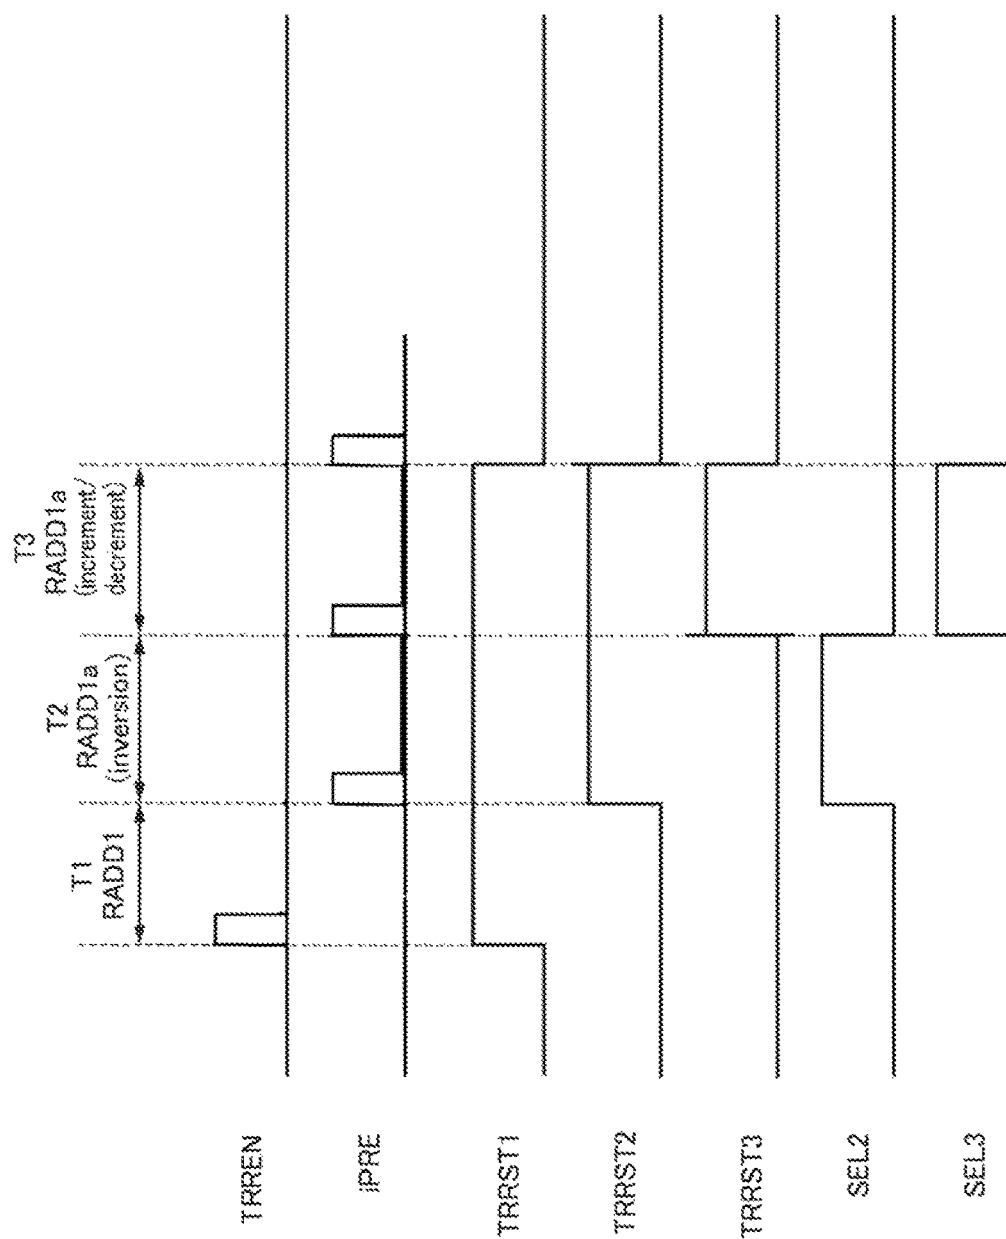 T1
RADD1
T2
RADD1a
(inversion)
T3
RADD1a
(increment/
decrement)
TRREN
iPRE
TRRST1
TRRST2
TRRST3
SEL2
SEL3